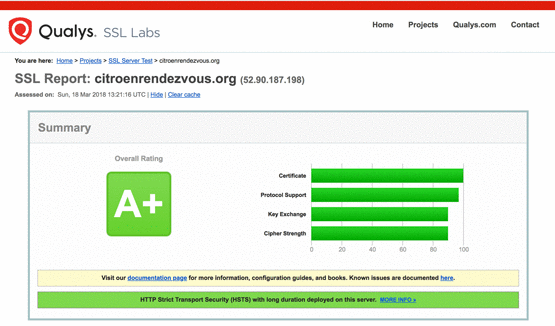 Qualys. SSL Labs
Home Projects Qualys.com Contact
You are here: Home > Projects > SSL Server Test > citroenrendezvous.org
SSL Report: citroenrendezvous.org (52.90.187.198)
Assessed on: Sun, 18 Mar 2018 13:21:16 UTC | Hide | Clear cache
Summary
Overall Rating
A+
Certificate
Protocol Support
Key Exchange
Cipher Strength
0 20 40 60 80 100
Visit our documentation page for more information, configuration guides, and books. Known issues are documented here.
HTTP Strict Transport Security (HSTS) with long duration deployed on this server. MORE INFO »